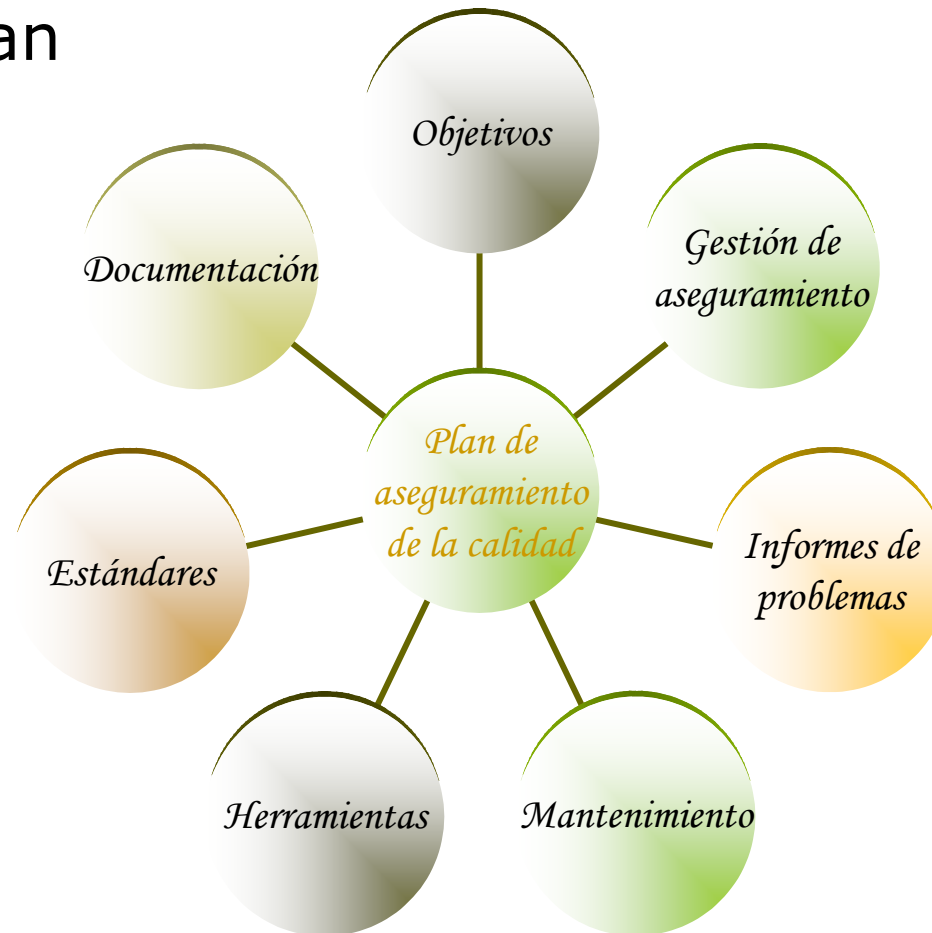 an
Objetivos
Gestión de
aseguramiento
Documentación
Plan de
aseguramiento
de la calidad
Informes de
problemas
Estándares
Herramientas
Mantenimiento